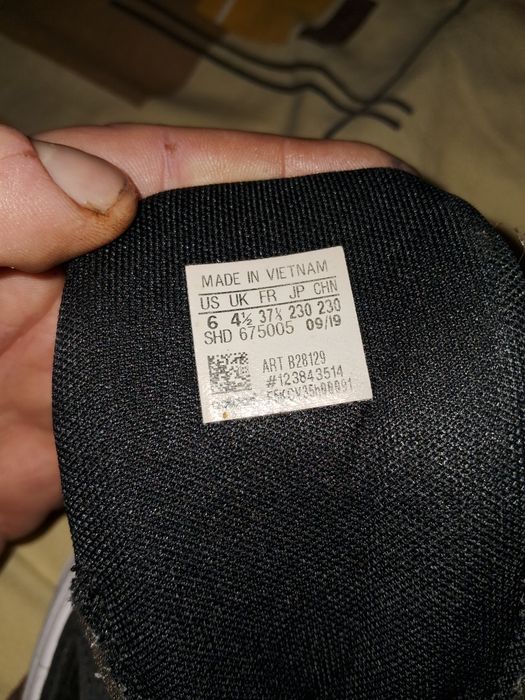 MADE IN VIETNAM
US UK FR JP CHN
6 4½ 37⅓ 230 230
SHD 675005 09/19
ART B28129
#123843514